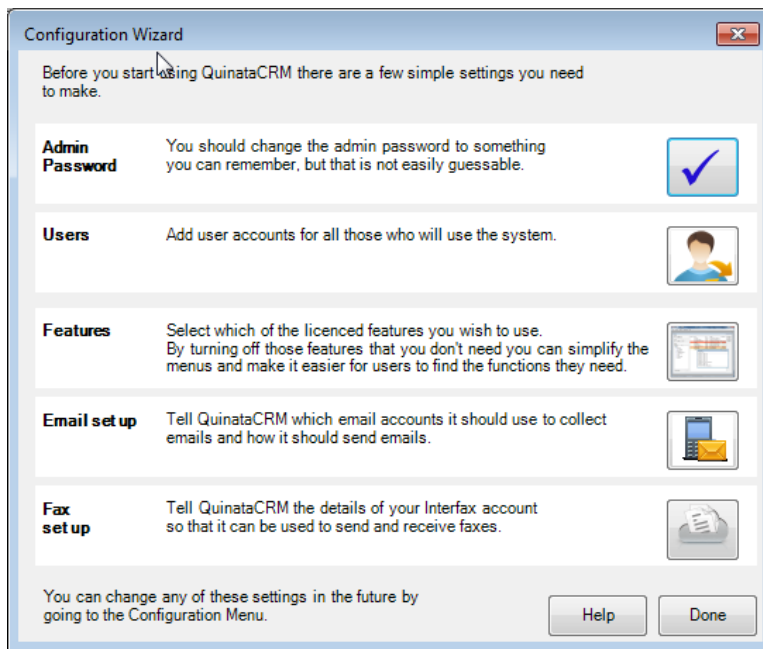 Configuration Wizard
Before you start using QuinataCRM there are a few simple settings you need
to make.
Admin
Password
You should change the admin password to something
you can remember, but that is not easily guessable.
Users
Add user accounts for all those who will use the system.
Features
Select which of the licenced features you wish to use.
By turning off those features that you don't need you can simplify the
menus and make it easier for users to find the functions they need.
Email set up
Tell QuinataCRM which email accounts it should use to collect
emails and how it should send emails.
Fax
set up
Tell QuinataCRM the details of your Interfax account
so that it can be used to send and receive faxes.
You can change any of these settings in the future by
going to the Configuration Menu.
Help
Done